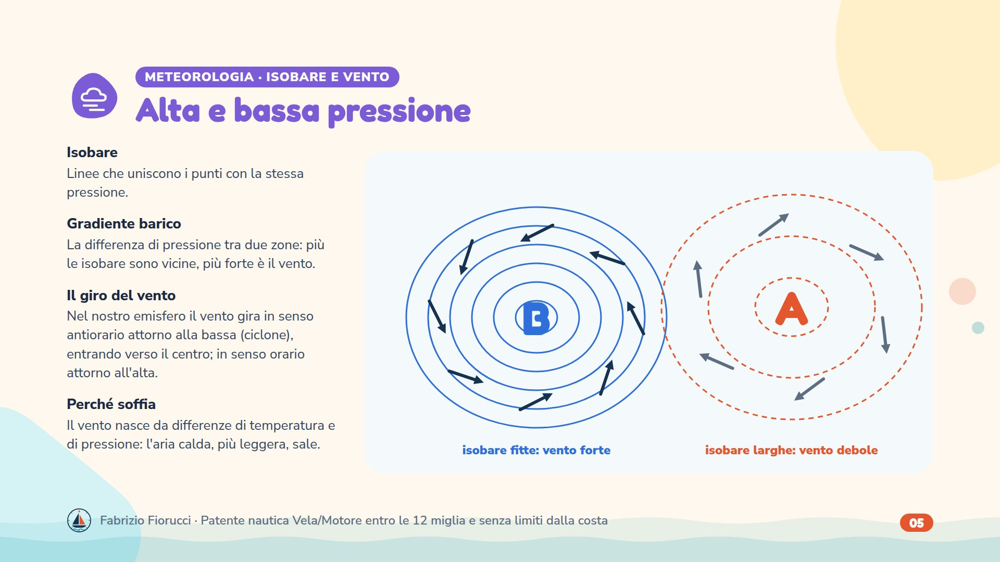 METEOROLOGIA · ISOBARE E VENTO
Alta e bassa pressione
Isobare
Linee che uniscono i punti con la stessa
pressione.
Gradiente barico
La differenza di pressione tra due zone: più
le isobare sono vicine, più forte è il vento.
Il giro del vento
Nel nostro emisfero il vento gira in senso
antiorario attorno alla bassa (ciclone),
entrando verso il centro; in senso orario
attorno all'alta.
Perché soffia
Il vento nasce da differenze di temperatura e
di pressione: l'aria calda, più leggera, sale.
B
A
isobare fitte: vento forte
isobare larghe: vento debole
Fabrizio Fiorucci · Patente nautica Vela/Motore entro le 12 miglia e senza limiti dalla costa
05